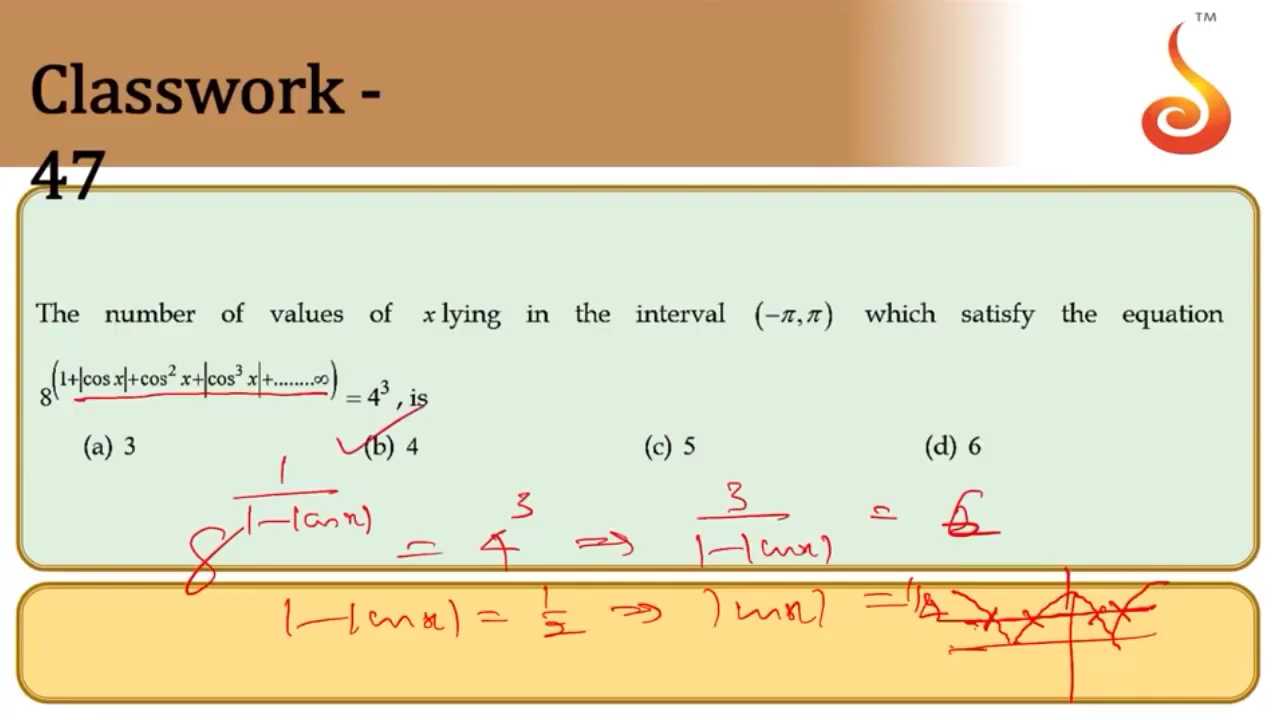 TM
Classwork -
47
The number of values of x lying in the interval (−π,π) which satisfy the equation
8^(1+|cos x|+cos² x+|cos³ x|+........∞) = 4³ , is
(a) 3 (b) 4 (c) 5 (d) 6
8^(1/(1-|cos x|)) = 4³ ⇒ 3/(1-|cos x|) = 6
1-|cos x| = 1/2 ⇒ |cos x| = 1/2